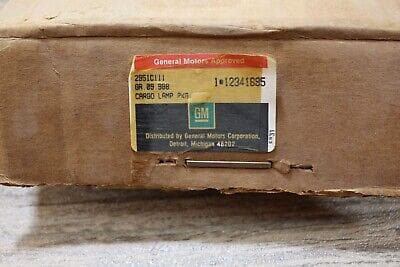 General Motors Approved
2951C111
GR 09 988 1 # 12341695
CARGO LAMP PKG
GM
Distributed by General Motors Corporation,
Detroit, Michigan 48202